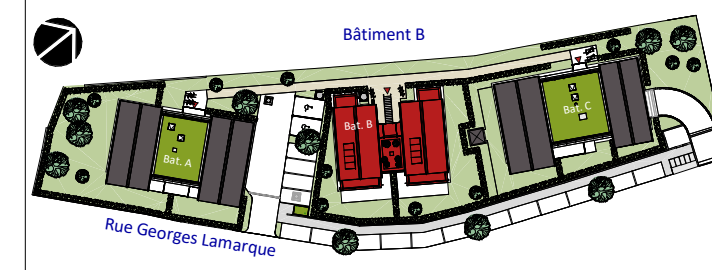 Bâtiment B
Bat. C
Bat. B
Bat. A
Rue Georges Lamarque